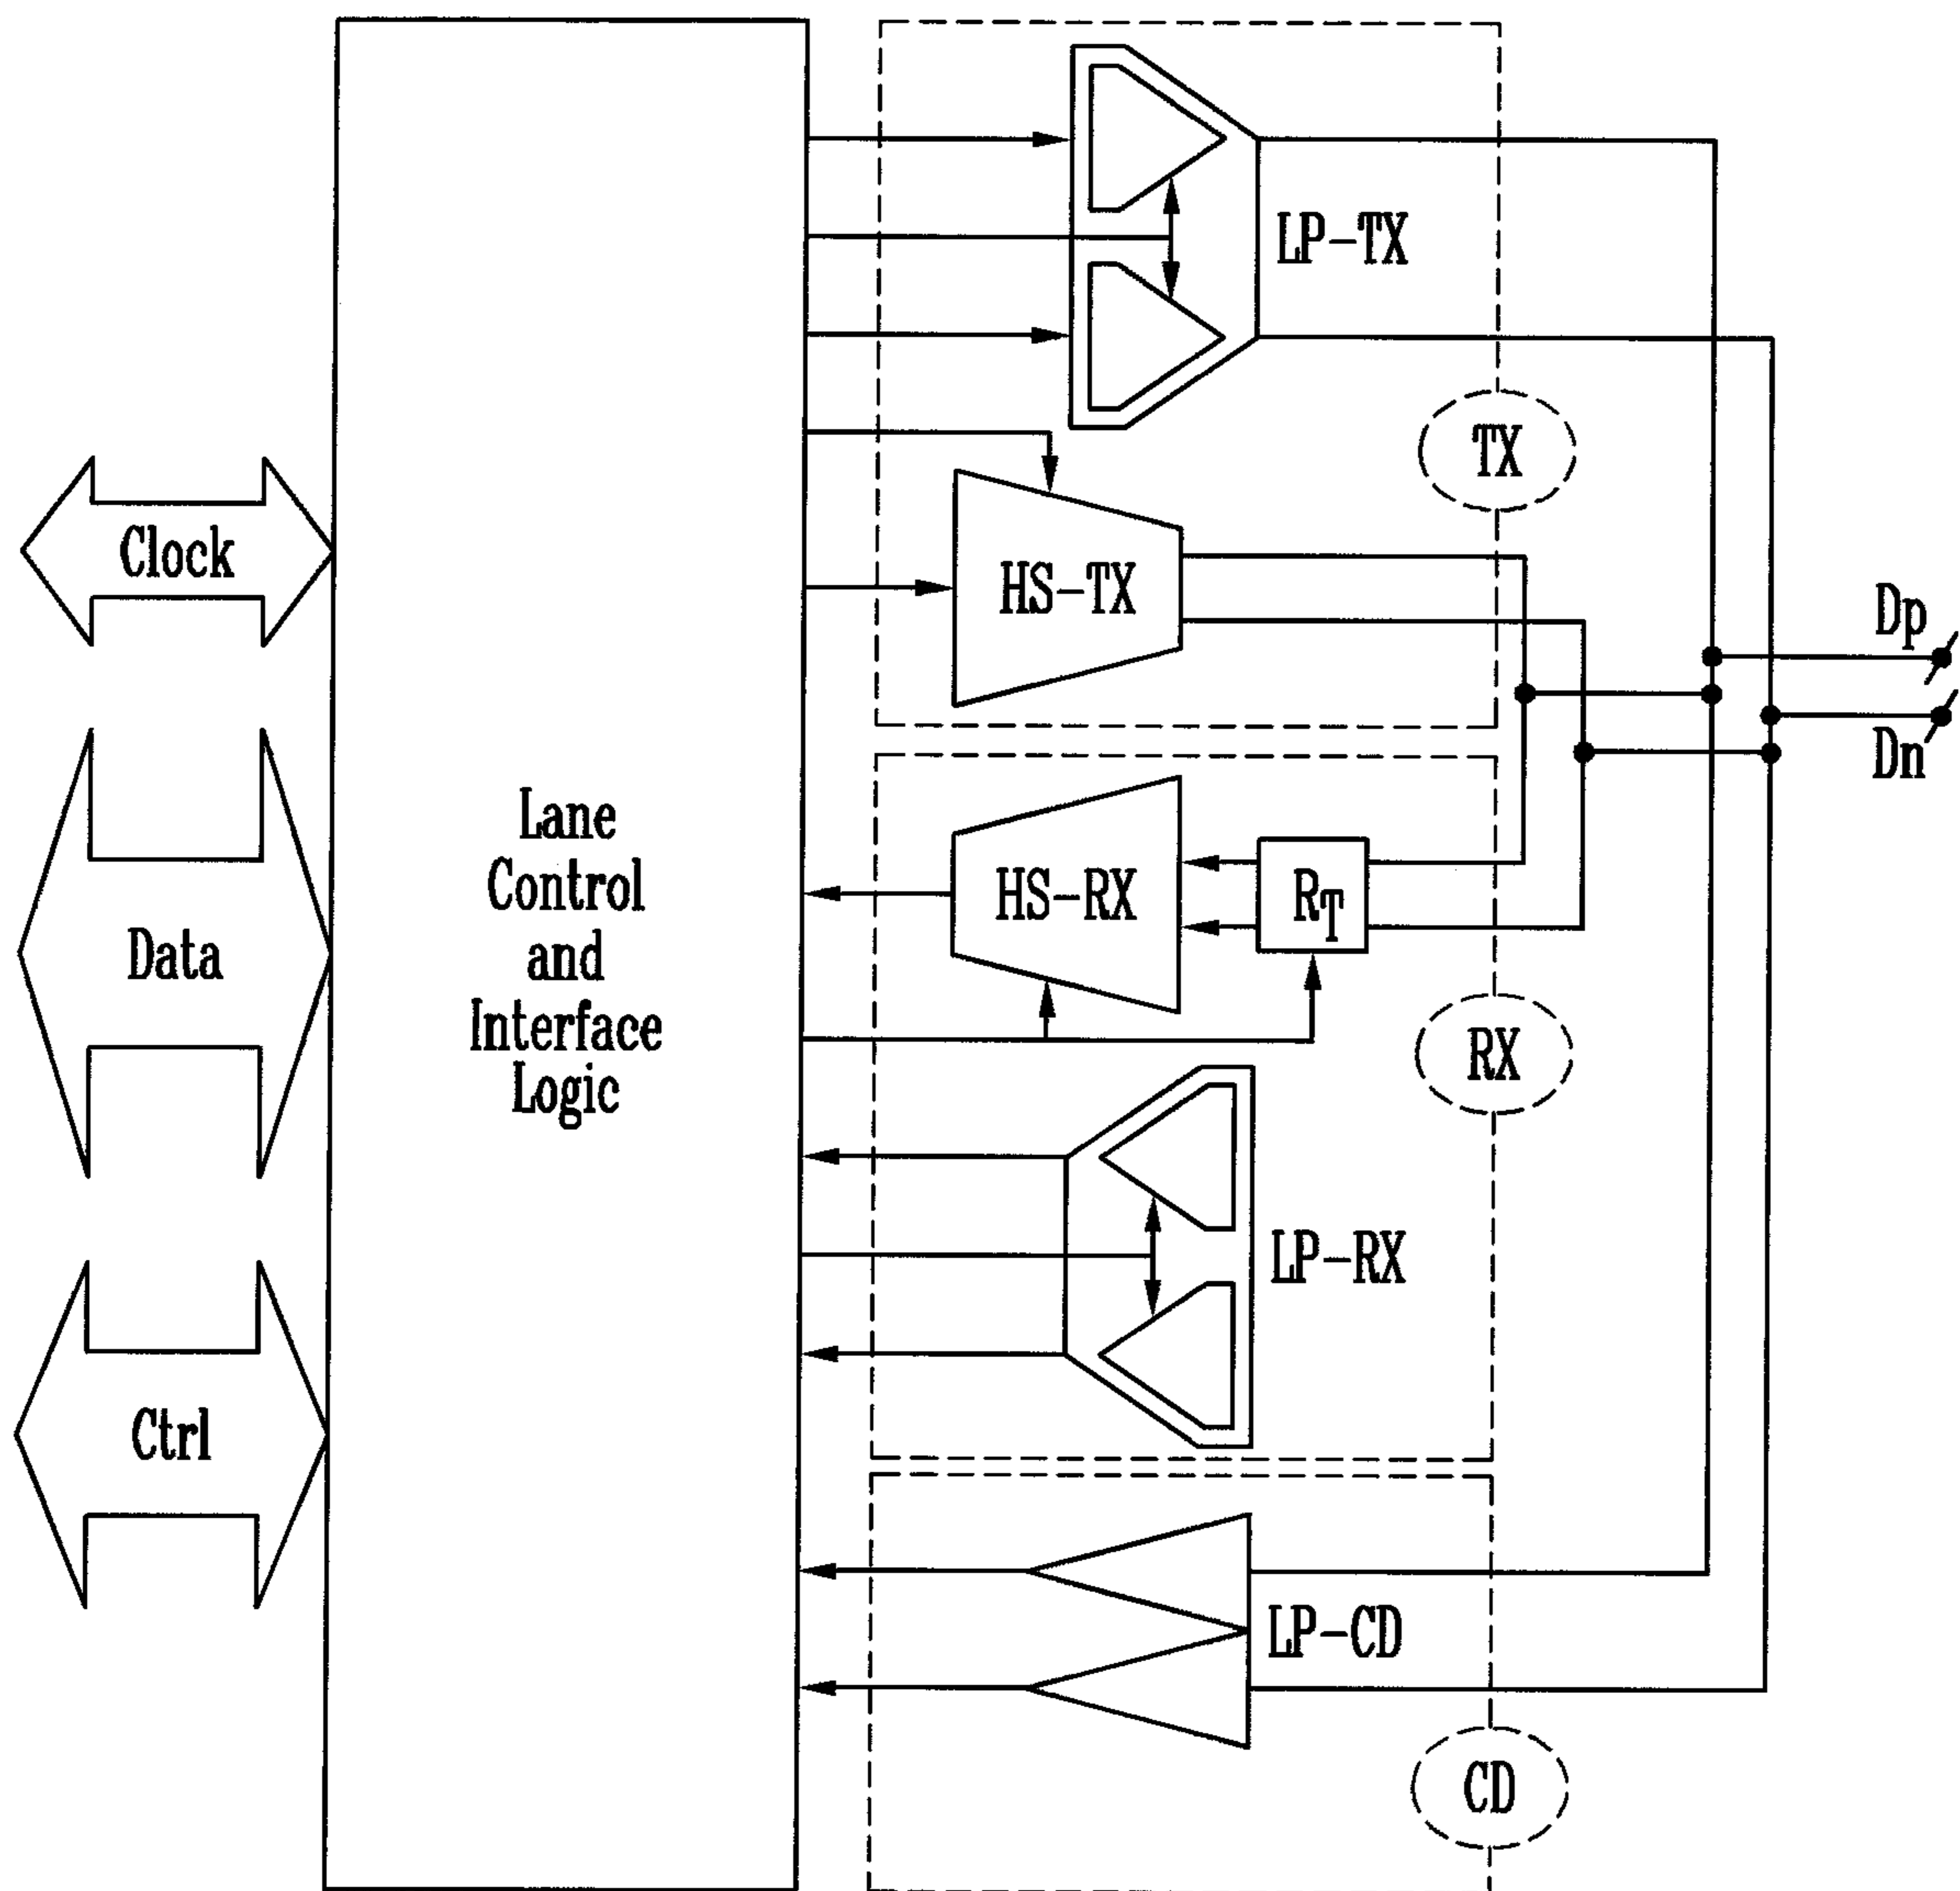 LP-TX
TX
Clock
HS-TX
Dp
Dn
Lane
Control
and
Interface
Logic
HS-RX
RT
Data
RX
LP-RX
Ctrl
LP-CD
CD